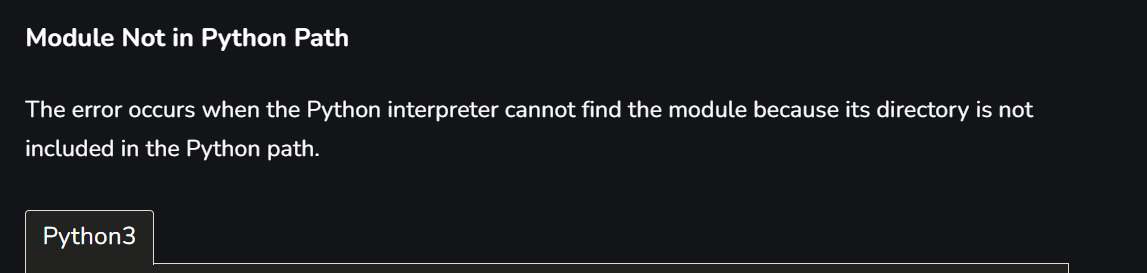 Module Not in Python Path
The error occurs when the Python interpreter cannot find the module because its directory is not
included in the Python path.
Python3